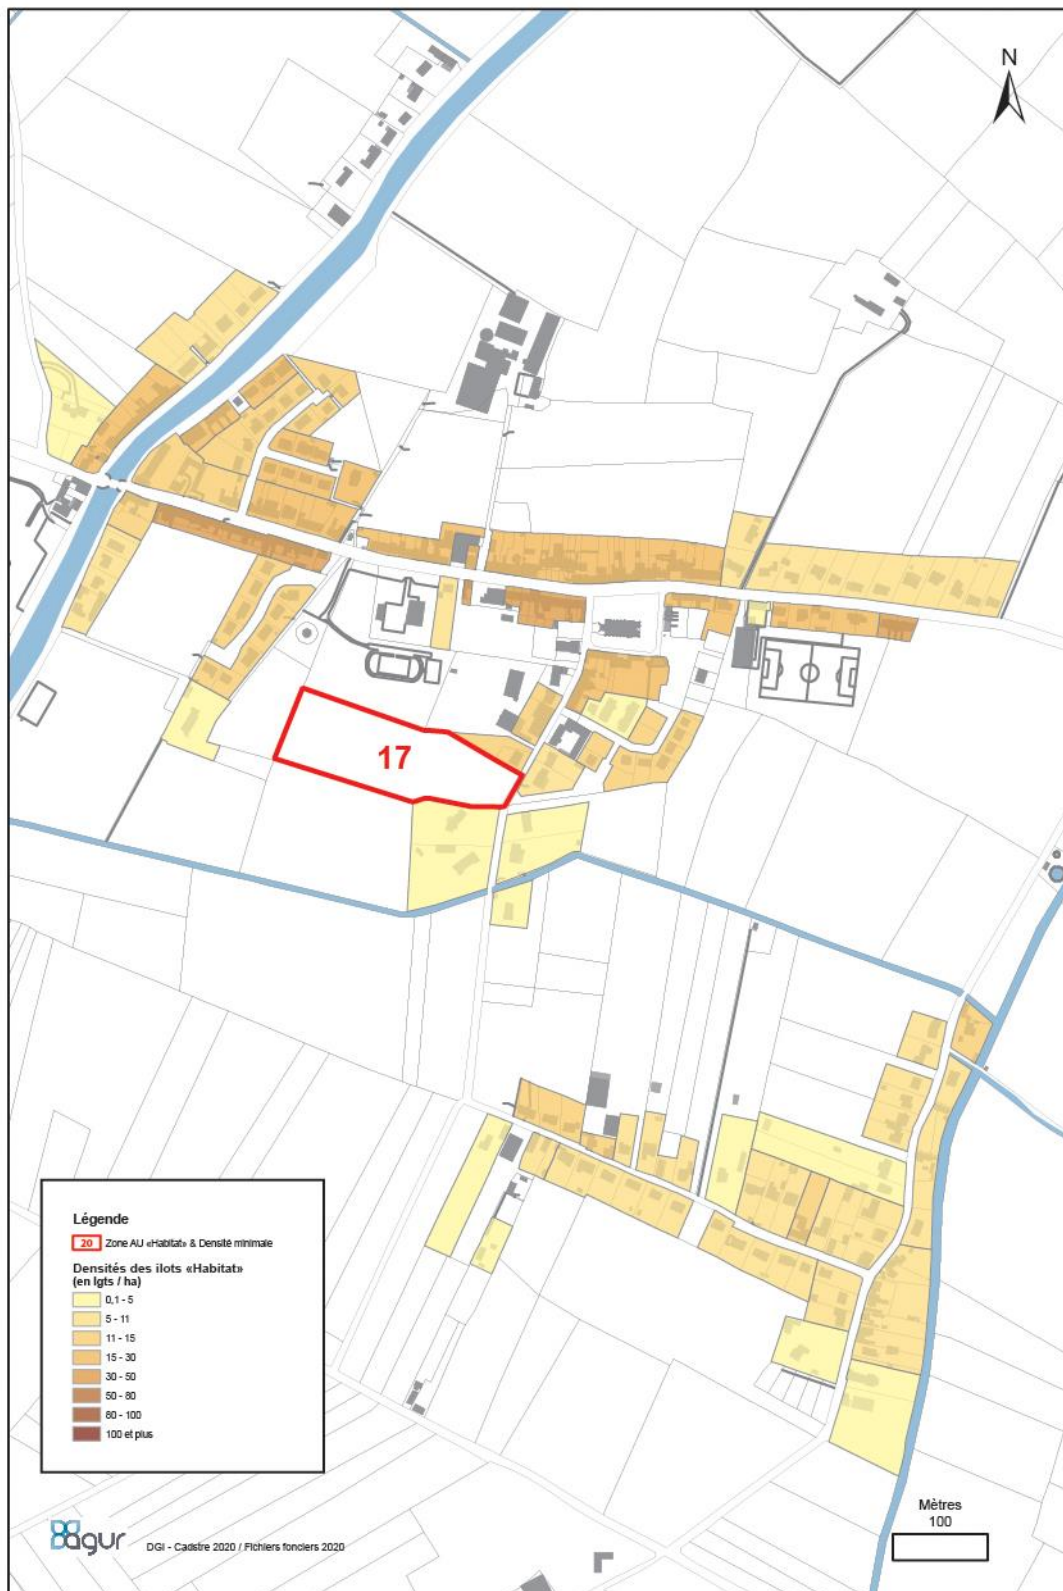 N
17
Légende
20 Zone AU «Habitat» & Densité minimale
Densités des ilots «Habitat»
(en lgts / ha)
0,1 - 5
5 - 11
11 - 15
15 - 30
30 - 50
50 - 80
80 - 100
100 et plus
agur
DGI - Cadstre 2020 / Fichiers fonciers 2020
Mètres
100